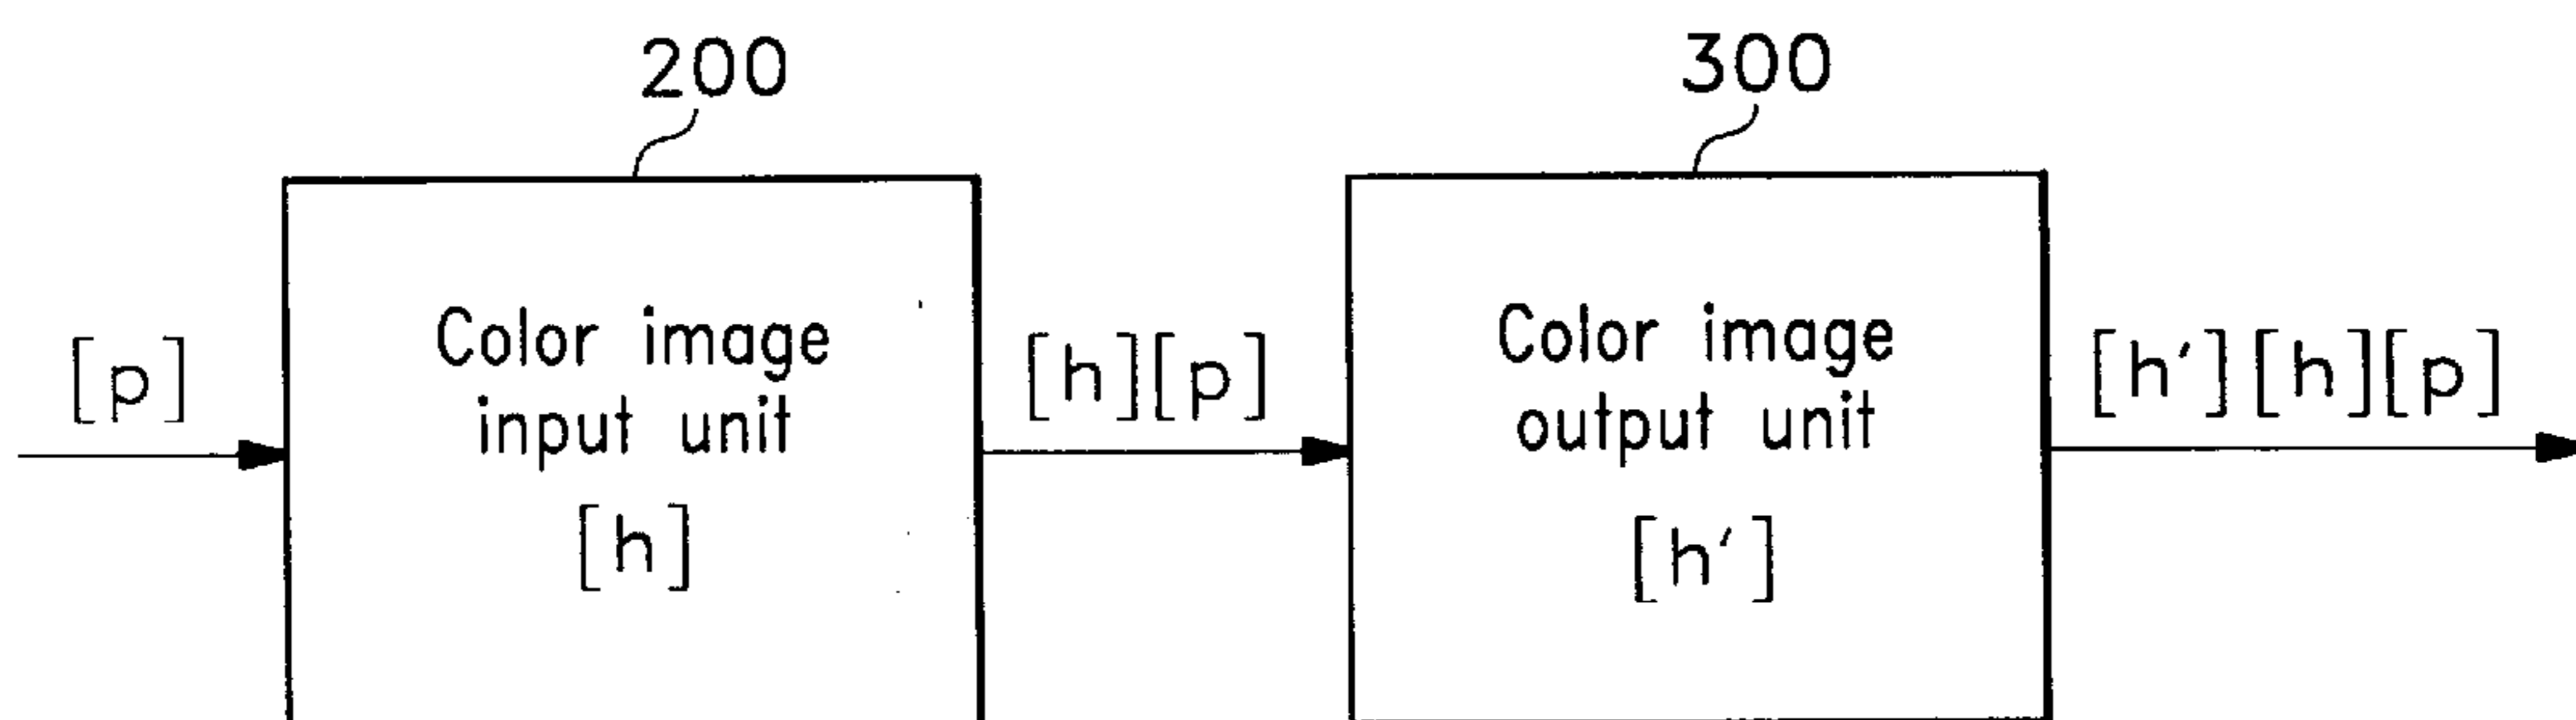 200
300
[p]
Color image
input unit
[h]
[h][p]
Color image
output unit
[h′]
[h′][h][p]